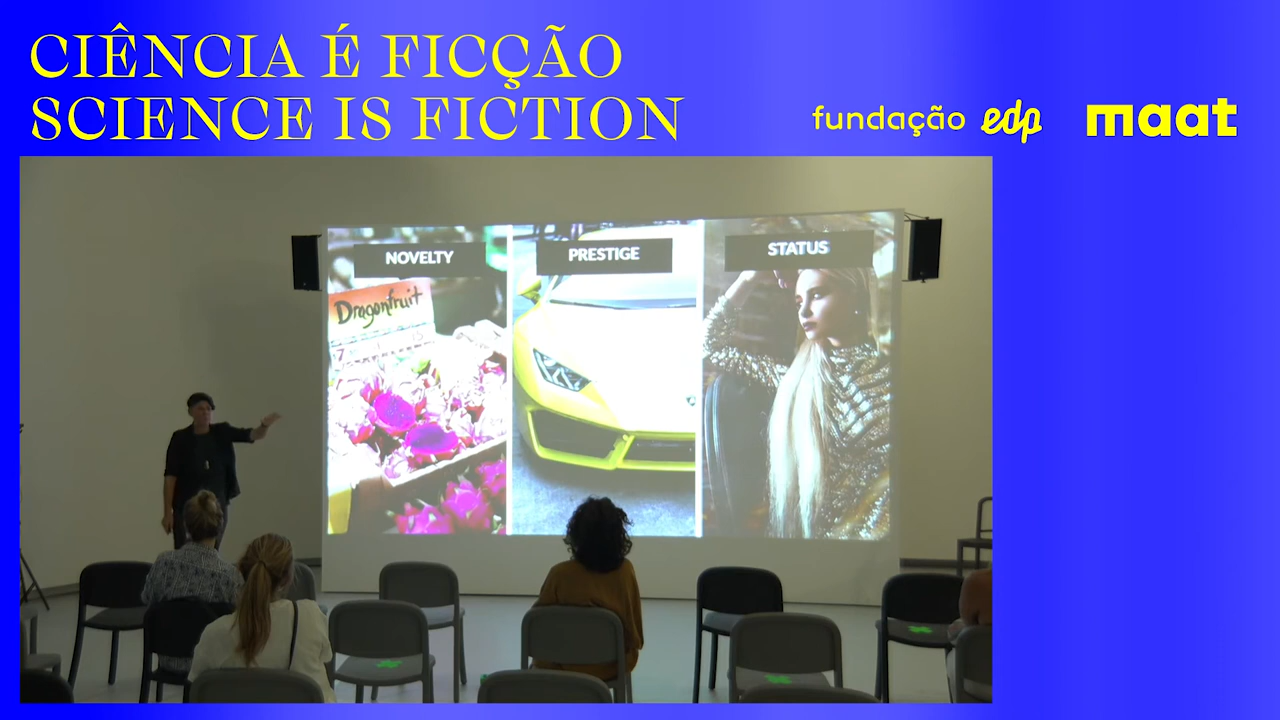 CIÊNCIA É FICÇÃO
SCIENCE IS FICTION
fundação edp maat
NOVELTY
PRESTIGE
STATUS
Dragonfruit